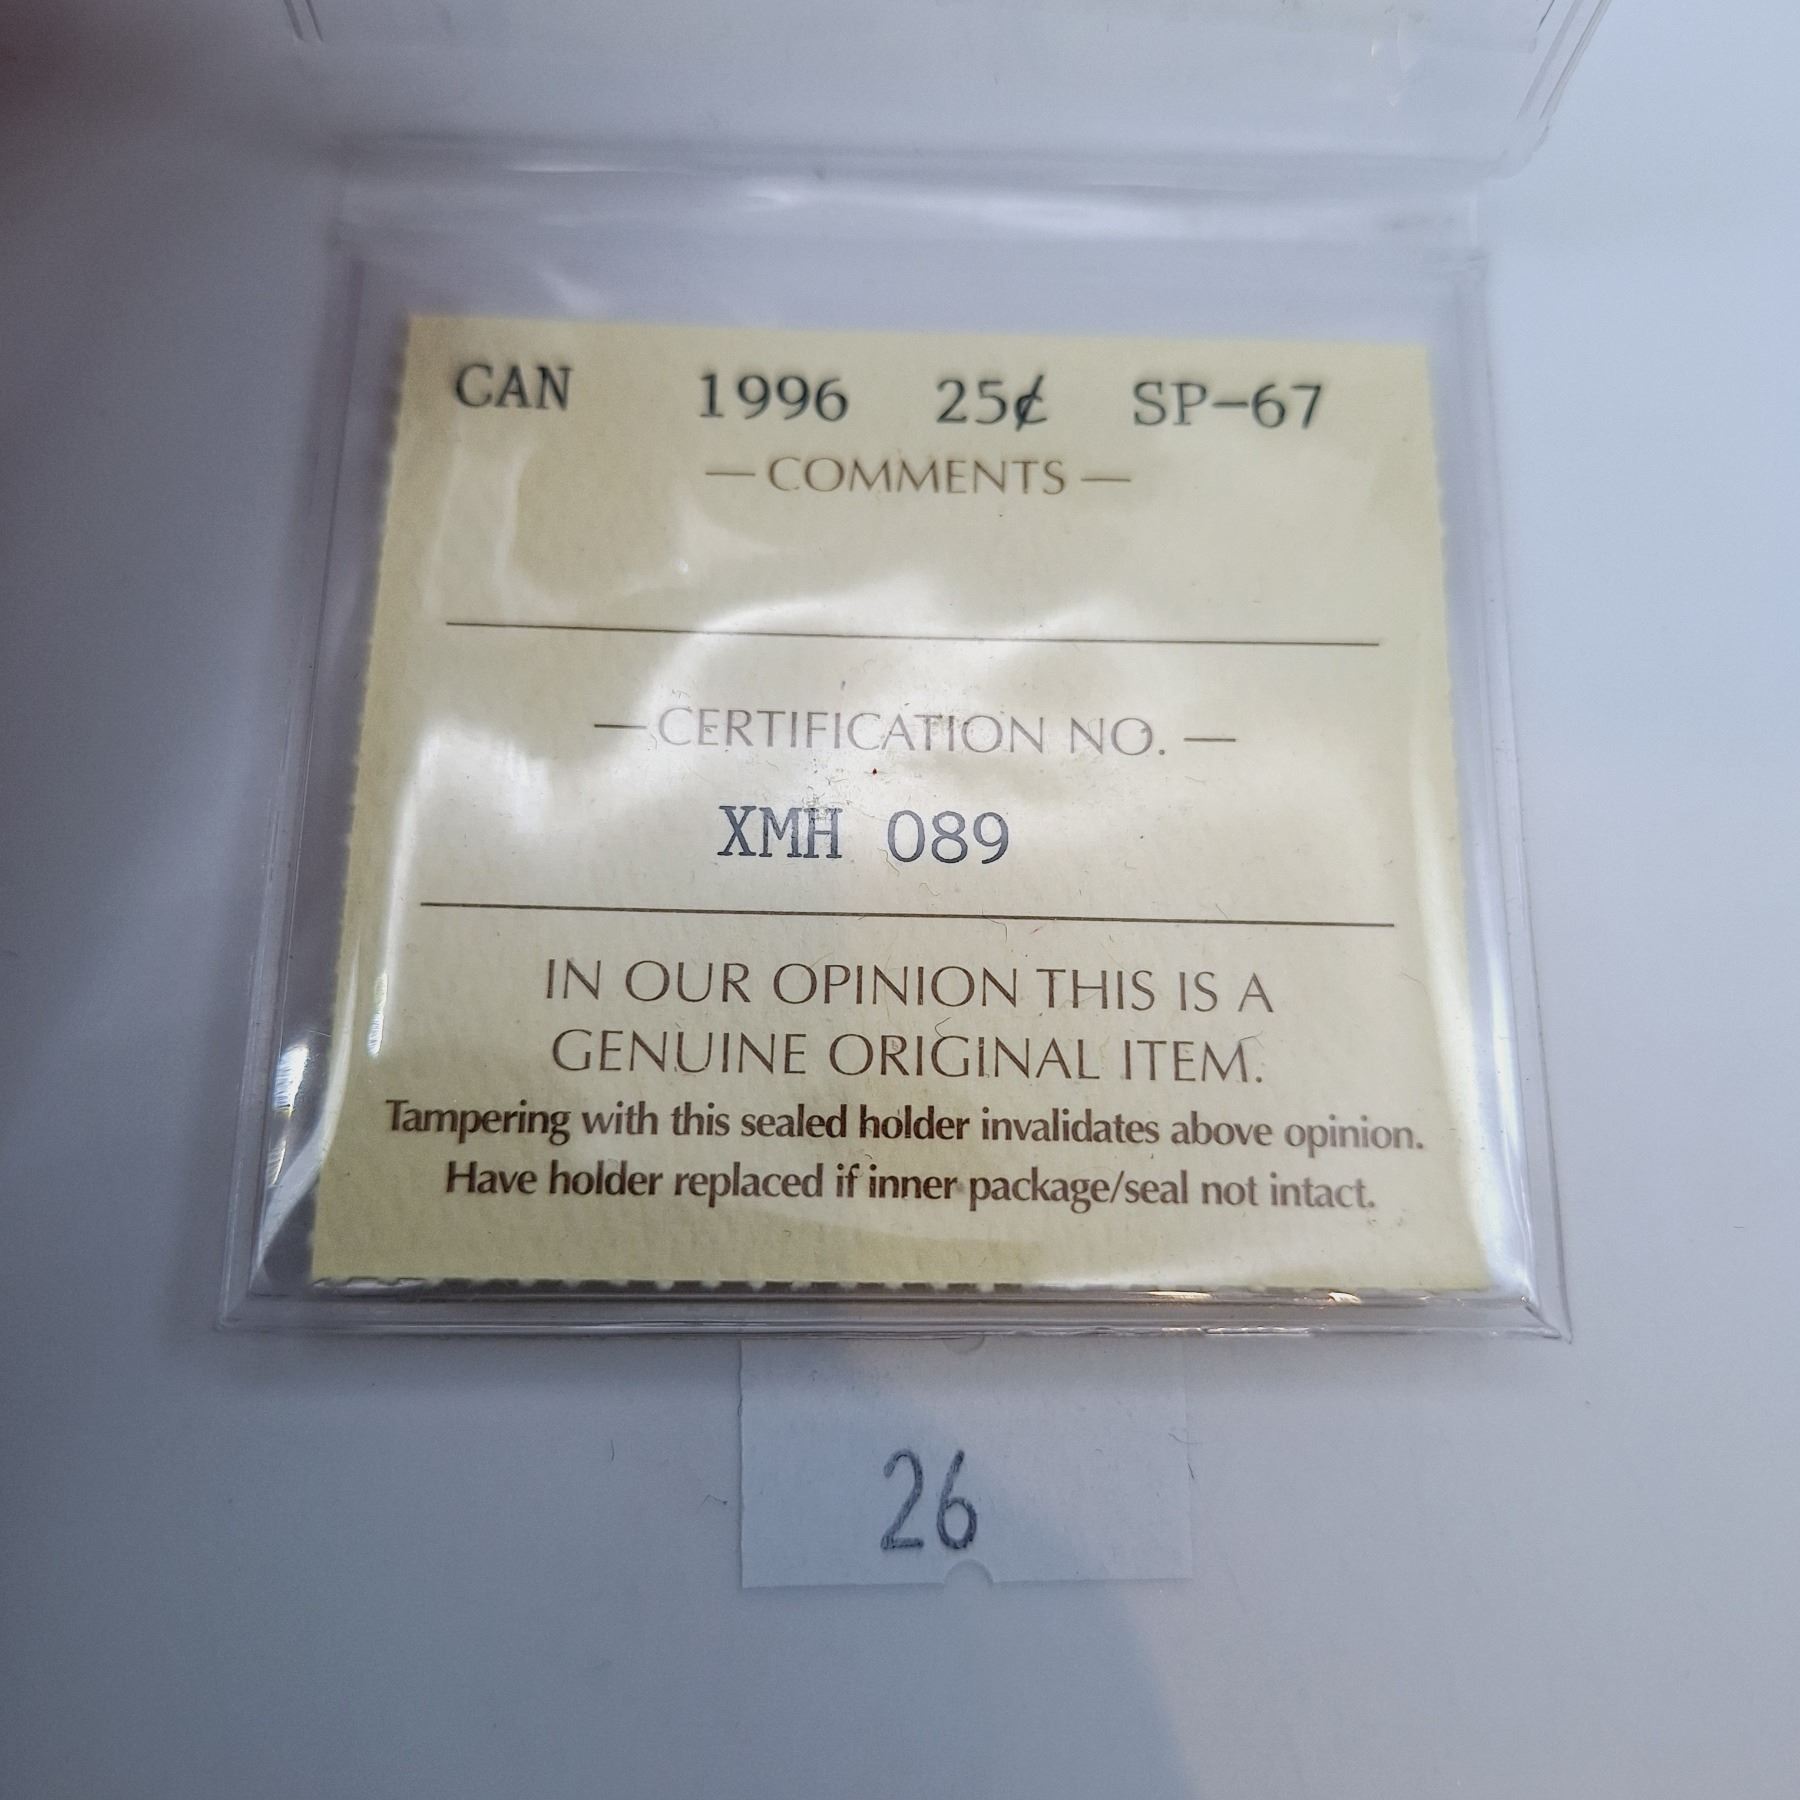 CAN 1996 25¢ SP-67
— COMMENTS —
— CERTIFICATION NO. —
XMH 089
IN OUR OPINION THIS IS A
GENUINE ORIGINAL ITEM.
Tampering with this sealed holder invalidates above opinion.
Have holder replaced if inner package/seal not intact.
26